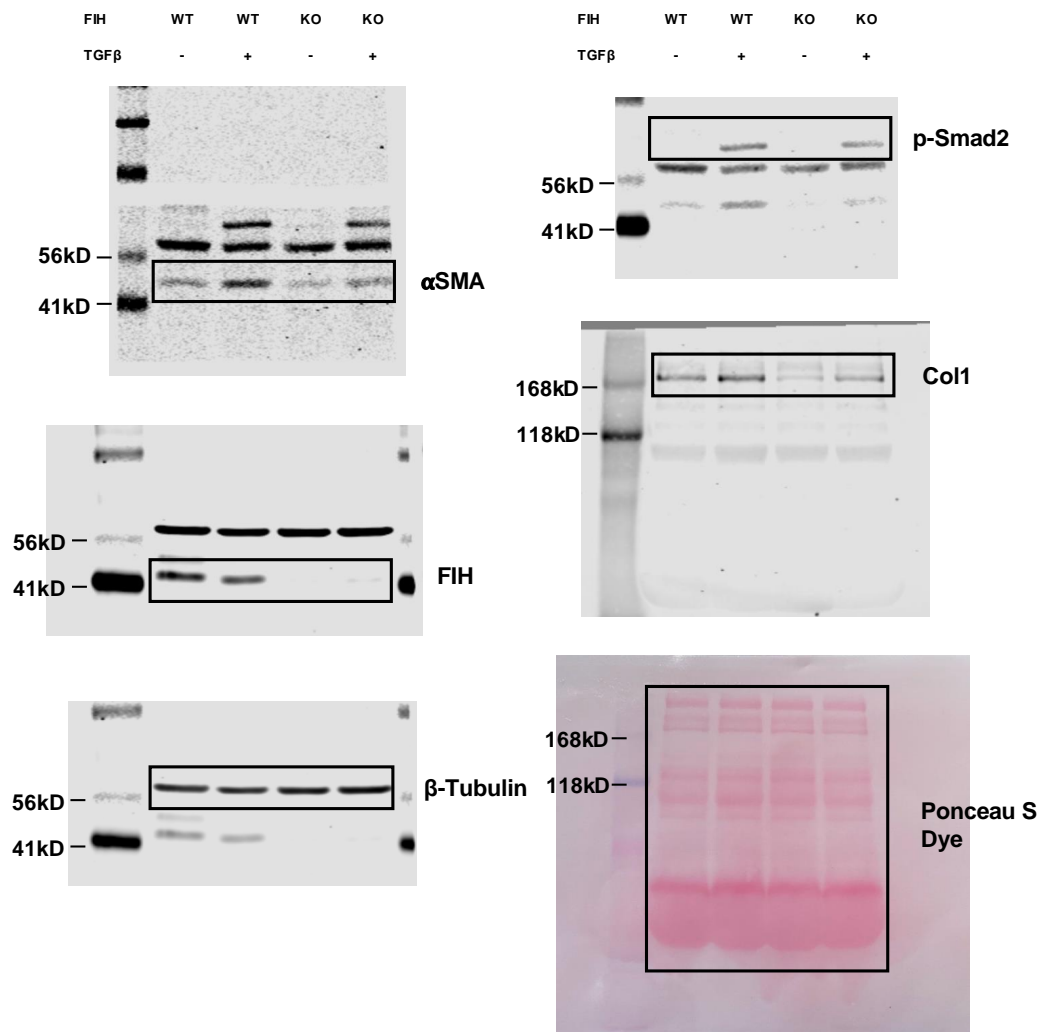 FIH WT WT KO KO
TGFβ - + - +
56kD
41kD
αSMA
56kD
41kD
FIH
56kD
41kD
β-Tubulin
FIH WT WT KO KO
TGFβ - + - +
p-Smad2
56kD
41kD
Col1
168kD
118kD
168kD
118kD
Ponceau S
Dye